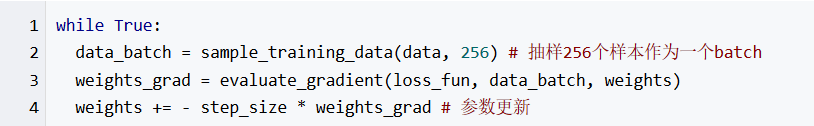 1 while True:
2 data_batch = sample_training_data(data, 256) # 抽样256个样本作为一个batch
3 weights_grad = evaluate_gradient(loss_fun, data_batch, weights)
4 weights += - step_size * weights_grad # 参数更新